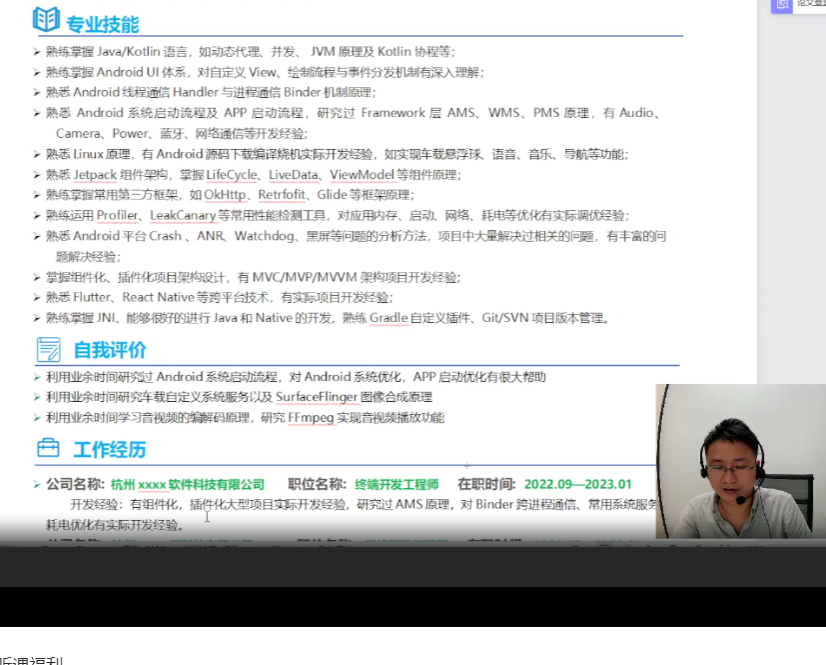 论文查重
专业技能
➢ 熟练掌握 Java/Kotlin 语言，如动态代理、并发、 JVM 原理及 Kotlin 协程等；
➢ 熟练掌握 Android UI 体系，对自定义 View、绘制流程与事件分发机制有深入理解；
➢ 熟悉 Android 线程通信 Handler 与进程通信 Binder 机制原理；
➢ 熟悉 Android 系统启动流程及 APP 启动流程，研究过 Framework 层 AMS、WMS、PMS 原理，有 Audio、
Camera、Power、蓝牙、网络通信等开发经验；
➢ 熟悉 Linux 原理，有 Android 源码下载编译烧机实际开发经验，如实现车载悬浮球、语音、音乐、导航等功能；
➢ 熟悉 Jetpack 组件架构，掌握 LifeCycle、LiveData、ViewModel 等组件原理；
➢ 熟练掌握常用第三方框架，如 OkHttp、Retrfofit、Glide 等框架原理；
➢ 熟练运用 Profiler、LeakCanary 等常用性能检测工具，对应用内存、启动、网络、耗电等优化有实际调优经验；
➢ 熟悉 Android 平台 Crash 、ANR、Watchdog、黑屏等问题的分析方法，项目中大量解决过相关的问题，有丰富的问
题解决经验；
➢ 掌握组件化、插件化项目架构设计，有 MVC/MVP/MVVM 架构项目开发经验；
➢ 熟悉 Flutter、React Native 等跨平台技术，有实际项目开发经验；
➢ 熟练掌握 JNI、能够很好的进行 Java 和 Native 的开发，熟练 Gradle 自定义插件、Git/SVN 项目版本管理。
自我评价
➢ 利用业余时间研究过 Android 系统启动流程，对 Android 系统优化，APP 启动优化有很大帮助
➢ 利用业余时间研究车载自定义系统服务以及 SurfaceFlinger 图像合成原理
➢ 利用业余时间学习音视频的编解码原理，研究 FFmpeg 实现音视频播放功能
工作经历
➢ 公司名称: 杭州 xxxx 软件科技有限公司 职位名称: 终端开发工程师 在职时间: 2022.09—2023.01
开发经验：有组件化，插件化大型项目实际开发经验，研究过 AMS 原理，对 Binder 跨进程通信、常用系统服务
耗电优化有实际开发经验。
听课福利